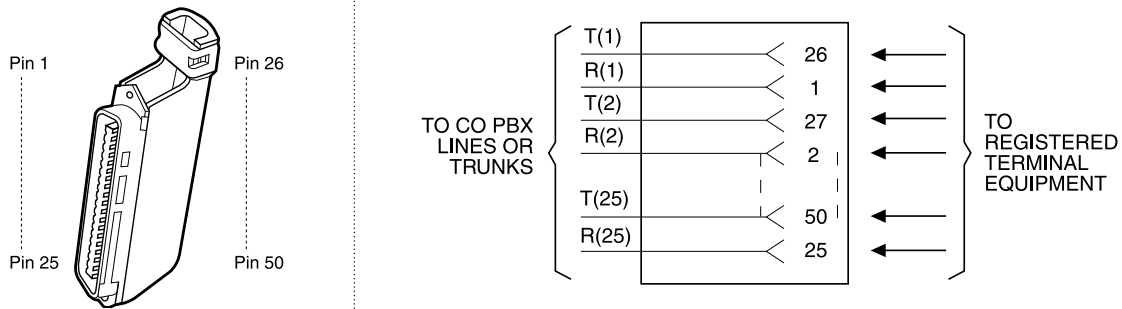 Pin 1
Pin 26
Pin 25
Pin 50
TO CO PBX
LINES OR
TRUNKS
T(1)
26
R(1)
1
T(2)
27
R(2)
2
T(25)
50
R(25)
25
TO
REGISTERED
TERMINAL
EQUIPMENT